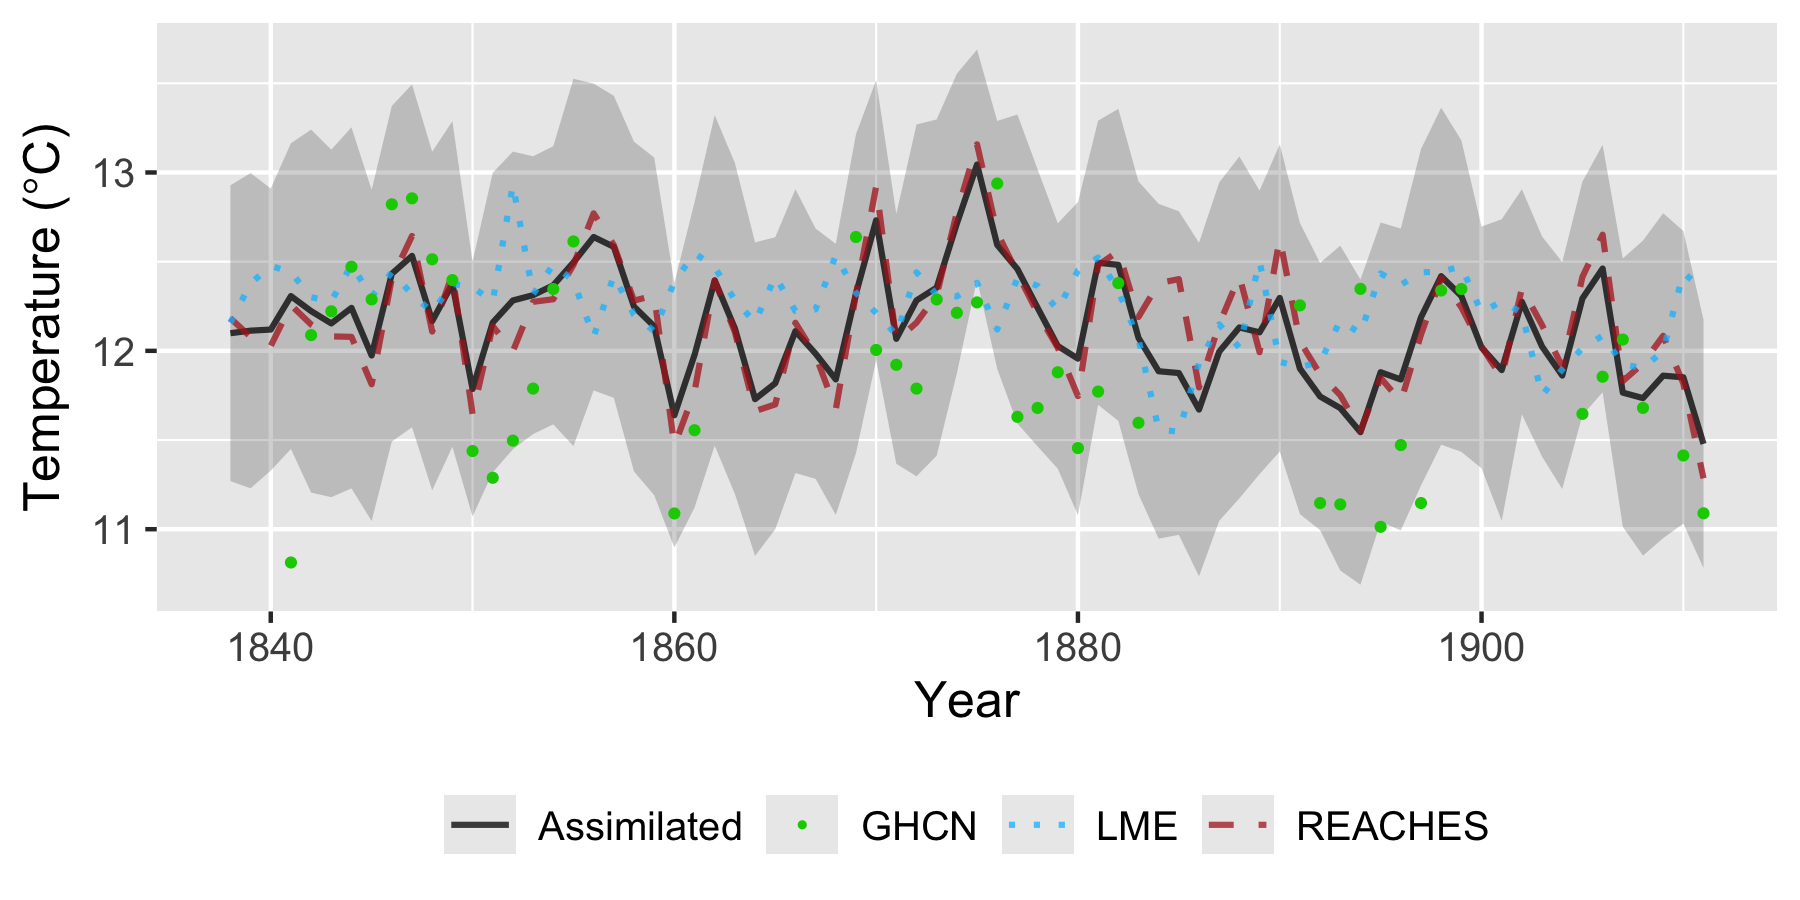 Temperature (°C)
13
12
11
1840 1860 1880 1900
Year
Assimilated GHCN LME REACHES